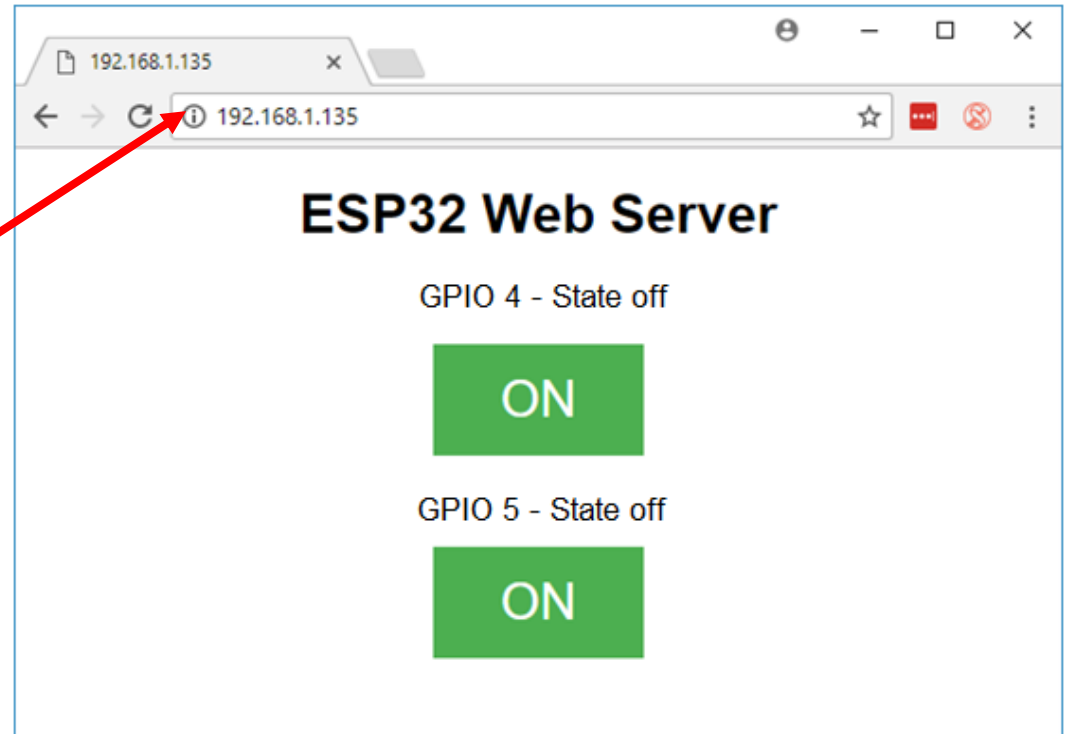 192.168.1.135
192.168.1.135
ESP32 Web Server
GPIO 4 - State off
ON
GPIO 5 - State off
ON